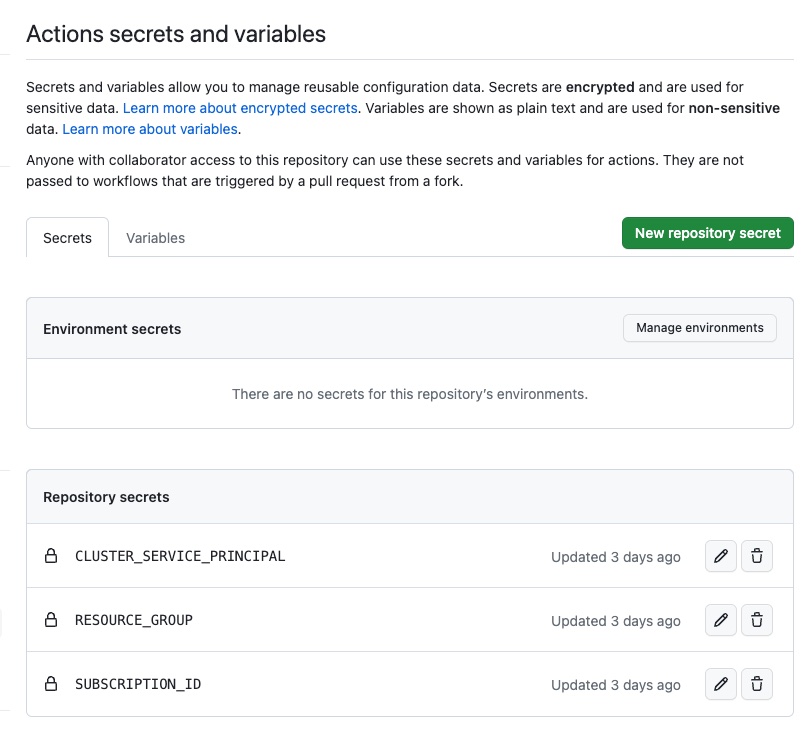 Actions secrets and variables
Secrets and variables allow you to manage reusable configuration data. Secrets are encrypted and are used for
sensitive data. Learn more about encrypted secrets. Variables are shown as plain text and are used for non-sensitive
data. Learn more about variables.
Anyone with collaborator access to this repository can use these secrets and variables for actions. They are not
passed to workflows that are triggered by a pull request from a fork.
Secrets Variables New repository secret
Environment secrets Manage environments
There are no secrets for this repository’s environments.
Repository secrets
CLUSTER_SERVICE_PRINCIPAL Updated 3 days ago
RESOURCE_GROUP Updated 3 days ago
SUBSCRIPTION_ID Updated 3 days ago